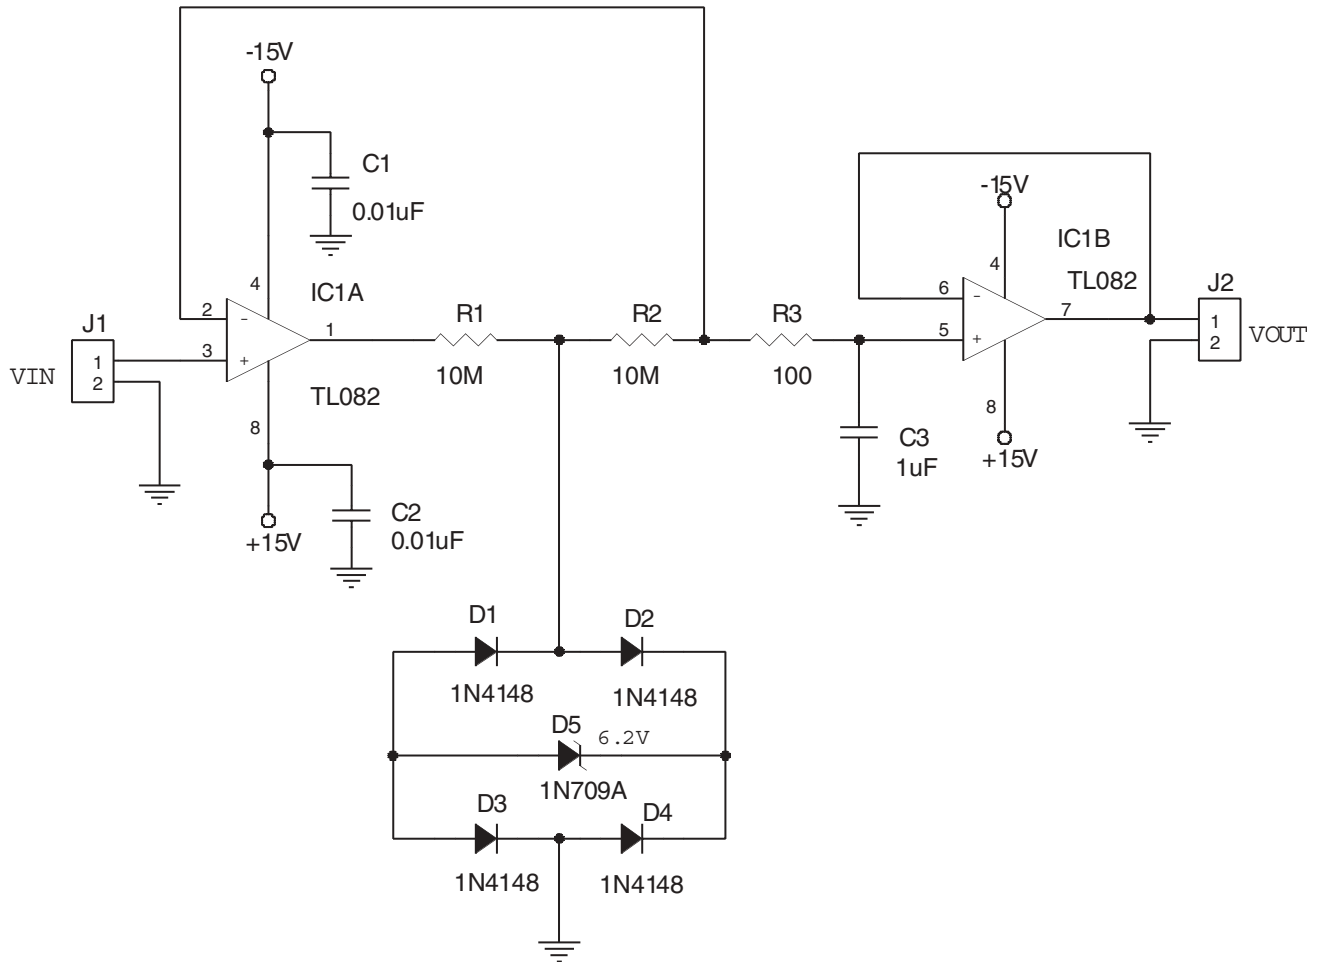 -15V
C1
0.01uF
4
IC1A
2
-
1
3
+
TL082
8
J1
1
2
VIN
+15V
C2
0.01uF
R1
10M
R2
10M
R3
100
C3
1uF
-15V
IC1B
TL082
4
6
-
7
5
+
8
+15V
J2
1
2
VOUT
D1
1N4148
D2
1N4148
D5
6.2V
1N709A
D3
1N4148
D4
1N4148